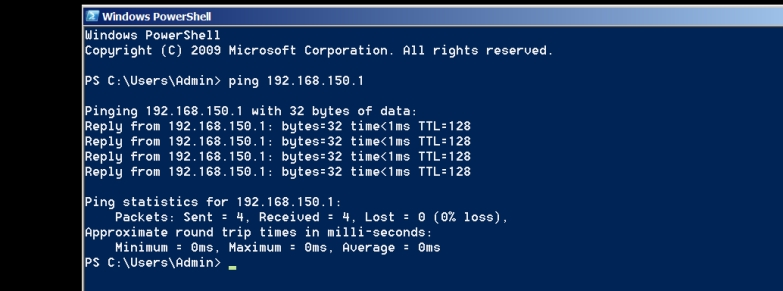 Windows PowerShell
Windows PowerShell
Copyright (C) 2009 Microsoft Corporation. All rights reserved.
PS C:\Users\Admin> ping 192.168.150.1
Pinging 192.168.150.1 with 32 bytes of data:
Reply from 192.168.150.1: bytes=32 time<1ms TTL=128
Reply from 192.168.150.1: bytes=32 time<1ms TTL=128
Reply from 192.168.150.1: bytes=32 time<1ms TTL=128
Reply from 192.168.150.1: bytes=32 time<1ms TTL=128
Ping statistics for 192.168.150.1:
Packets: Sent = 4, Received = 4, Lost = 0 (0% loss),
Approximate round trip times in milli-seconds:
Minimum = 0ms, Maximum = 0ms, Average = 0ms
PS C:\Users\Admin> _